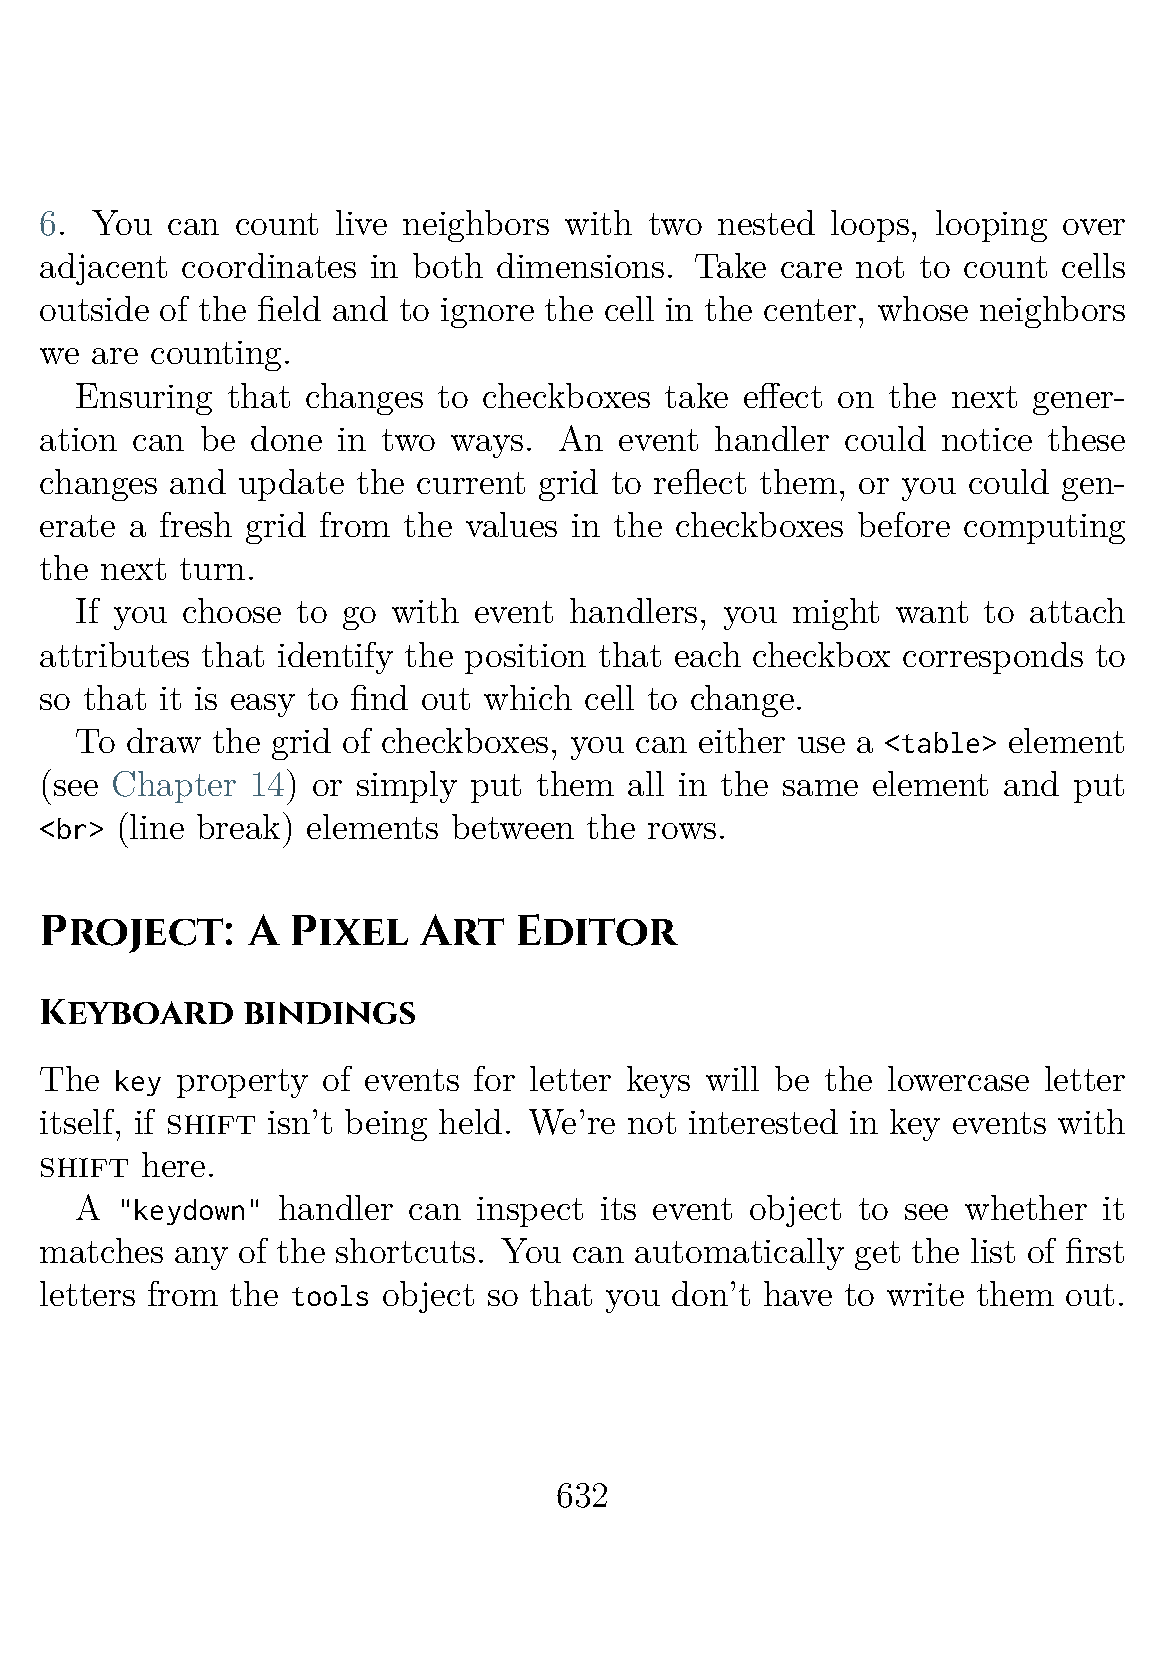 6. You can count live neighbors with two nested loops, looping over
adjacent coordinates in both dimensions. Take care not to count cells
outside of the field and to ignore the cell in the center, whose neighbors
we are counting.
Ensuring that changes to checkboxes take effect on the next gener-
ation can be done in two ways. An event handler could notice these
changes and update the current grid to reflect them, or you could gen-
erate a fresh grid from the values in the checkboxes before computing
the next turn.
If you choose to go with event handlers, you might want to attach
attributes that identify the position that each checkbox corresponds to
so that it is easy to find out which cell to change.
To draw the grid of checkboxes, you can either use a <table> element
(see Chapter 14) or simply put them all in the same element and put
<br> (line break) elements between the rows.
Project: A Pixel Art Editor
Keyboard bindings
The key property of events for letter keys will be the lowercase letter
itself, if shift isn't being held. We're not interested in key events with
shift here.
A "keydown" handler can inspect its event object to see whether it
matches any of the shortcuts. You can automatically get the list of first
letters from the tools object so that you don't have to write them out.
632